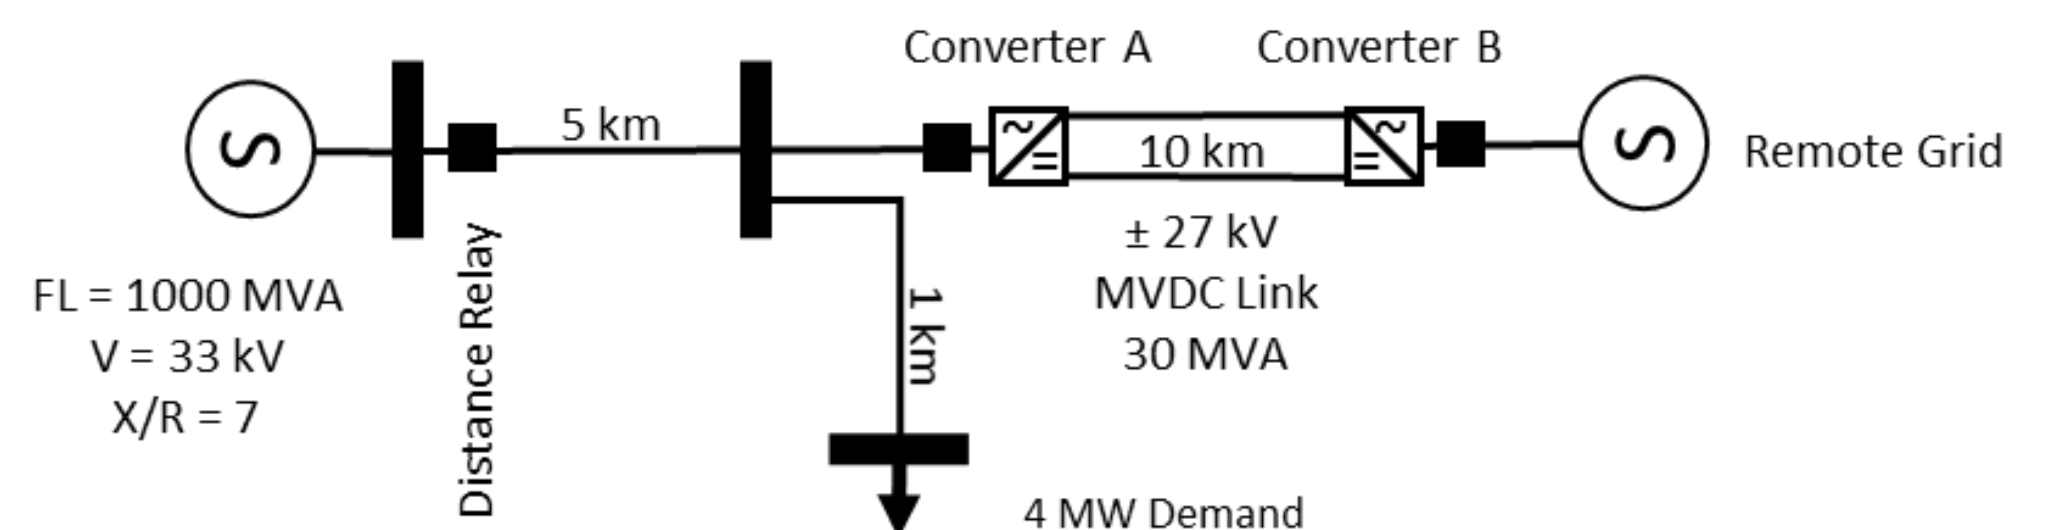 Converter A
Converter B
5 km
10 km
Remote Grid
± 27 kV
MVDC Link
30 MVA
FL = 1000 MVA
V = 33 kV
X/R = 7
Distance Relay
1 km
4 MW Demand